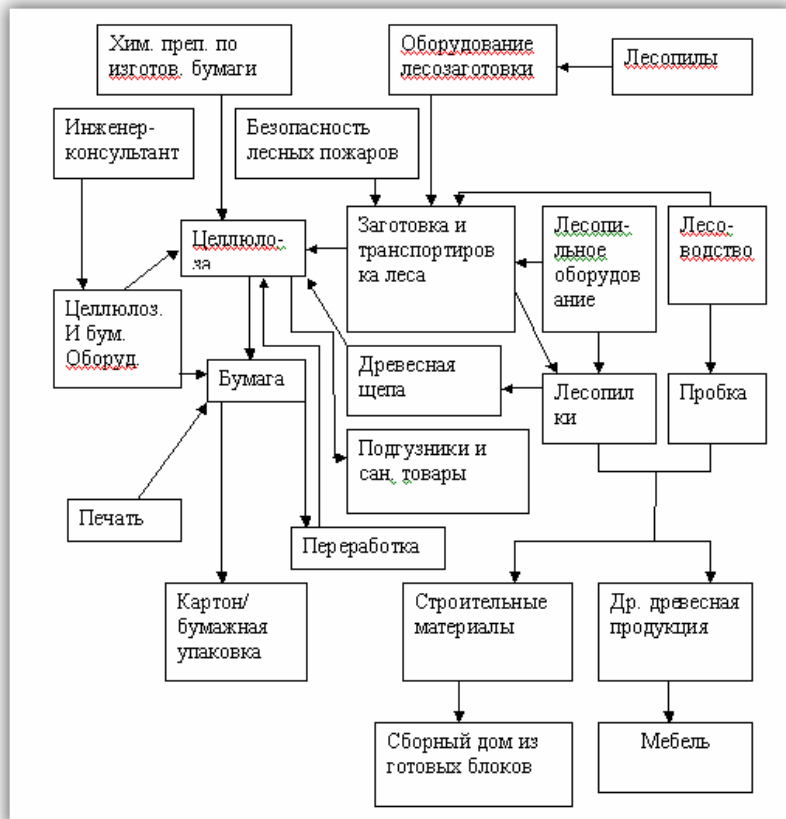 Хим. преп. по
изготов. бумаги
Оборудование
лесозаготовки
Лесопилы
Инженер-
консультант
Безопасность
лесных пожаров
Целлюло-
за
Заготовка и
транспортиров
ка леса
Лесопи-
льное
оборудов
ание
Лесо-
водство
Целлюлоз.
И бум.
Оборуд.
Бумага
Древесная
щепа
Лесопил
ки
Пробка
Подгузники и
сан. товары
Печать
Переработка
Картон/
бумажная
упаковка
Строительные
материалы
Др. древесная
продукция
Сборный дом из
готовых блоков
Мебель